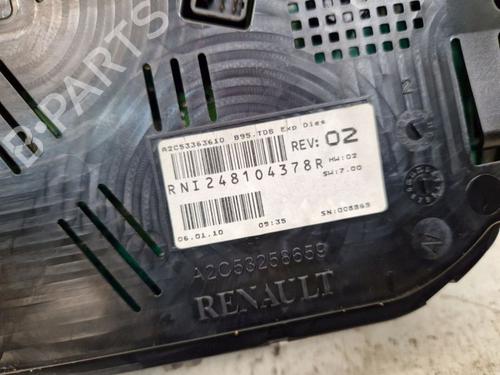 B-PARTS
A2C53363610 B95.TDS Exp Dies
REV: 02
RNI248104378R
HW:02
SW:7.00
06.01.10 09:35 SN:008869
A2C53258659
RENAULT